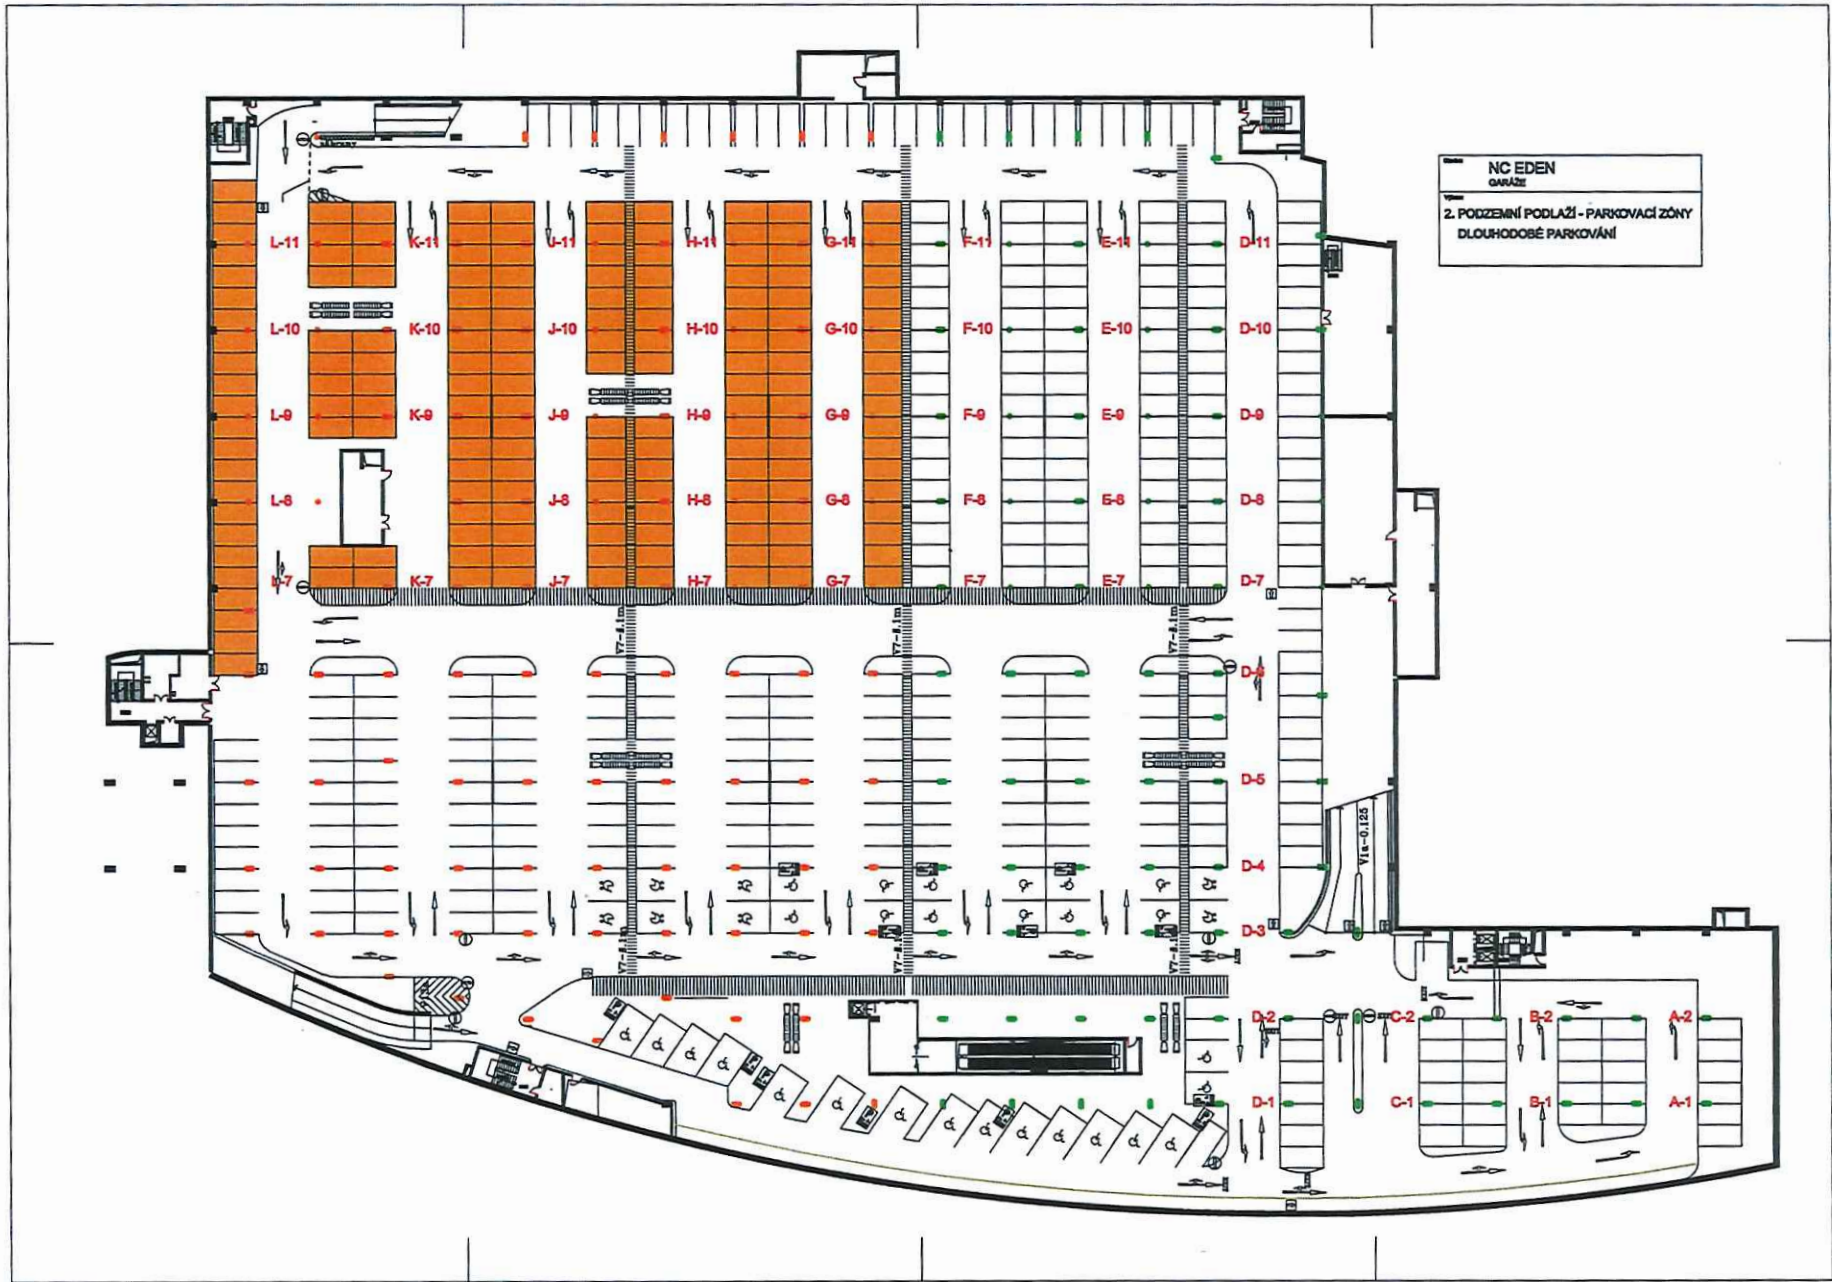 NC EDEN
GARÁŽE
2. PODZEMNÍ PODLAŽÍ - PARKOVACÍ ZÓNY
DLOUHODOBÉ PARKOVÁNÍ
L-11 K-11 J-11 H-11 G-11 F-11 E-11 D-11
L-10 K-10 J-10 H-10 G-10 F-10 E-10 D-10
L-9 K-9 J-9 H-9 G-9 F-9 E-9 D-9
L-8 J-8 H-8 G-8 F-8 E-8 D-8
L-7 K-7 J-7 H-7 G-7 F-7 E-7 D-7
D-6
D-5
V1a-0.125
D-4
D-3
D-2 C-2 B-2 A-2
D-1 C-1 B-1 A-1